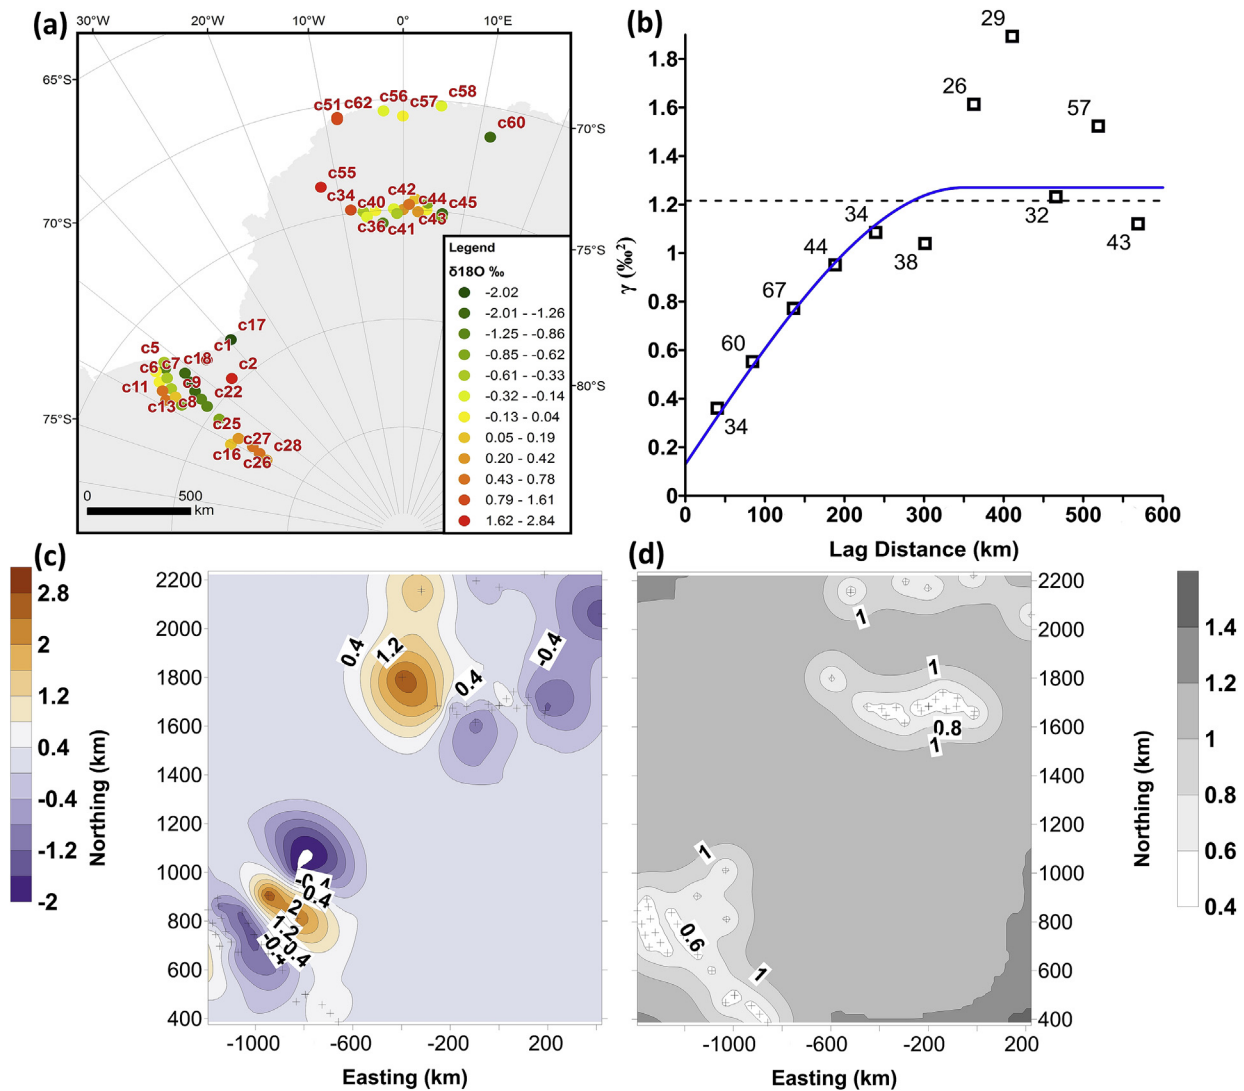 (a)
30°W
20°W
10°W
0°
10°E
65°S
70°S
75°S
70°S
75°S
80°S
c51
c62
c56
c57
c58
c60
c55
c34
c40
c42
c44
c45
c36
c41
c43
c17
c1
c18
c2
c5
c7
c6
c9
c11
c22
c13
c8
c25
c27
c28
c16
c26
0
500
km
Legend
δ18O ‰
-2.02
-2.01 - -1.26
-1.25 - -0.86
-0.85 - -0.62
-0.61 - -0.33
-0.32 - -0.14
-0.13 - 0.04
0.05 - 0.19
0.20 - 0.42
0.43 - 0.78
0.79 - 1.61
1.62 - 2.84
(b)
γ (‰²)
1.8
1.6
1.4
1.2
1
0.8
0.6
0.4
0.2
0
29
26
57
34
32
43
38
44
67
60
34
0 100 200 300 400 500 600
Lag Distance (km)
(c)
2.8
2
1.2
0.4
-0.4
-1.2
-2
Northing (km)
2200
2000
1800
1600
1400
1200
1000
800
600
400
0.4
1.2
0.4
-0.4
-0.4
-0.4
2
1.2
-0.4
0.4
-1000 -600 -200 200
Easting (km)
(d)
1
1
0.8
1
1
0.6
1
2200
2000
1800
1600
1400
1200
1000
800
600
400
-1000 -600 -200 200
Easting (km)
Northing (km)
1.4
1.2
1
0.8
0.6
0.4